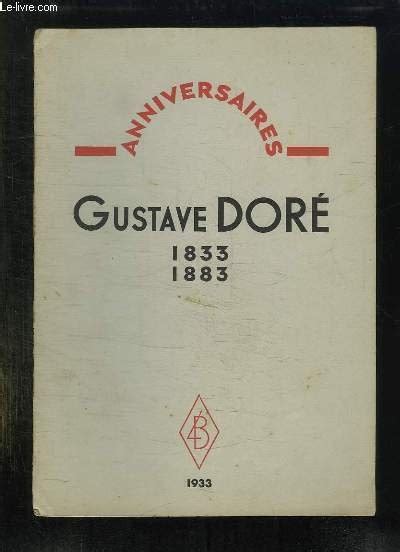 Le-livre.com
ANNIVERSAIRES
GUSTAVE DORÉ
1833
1883
1933